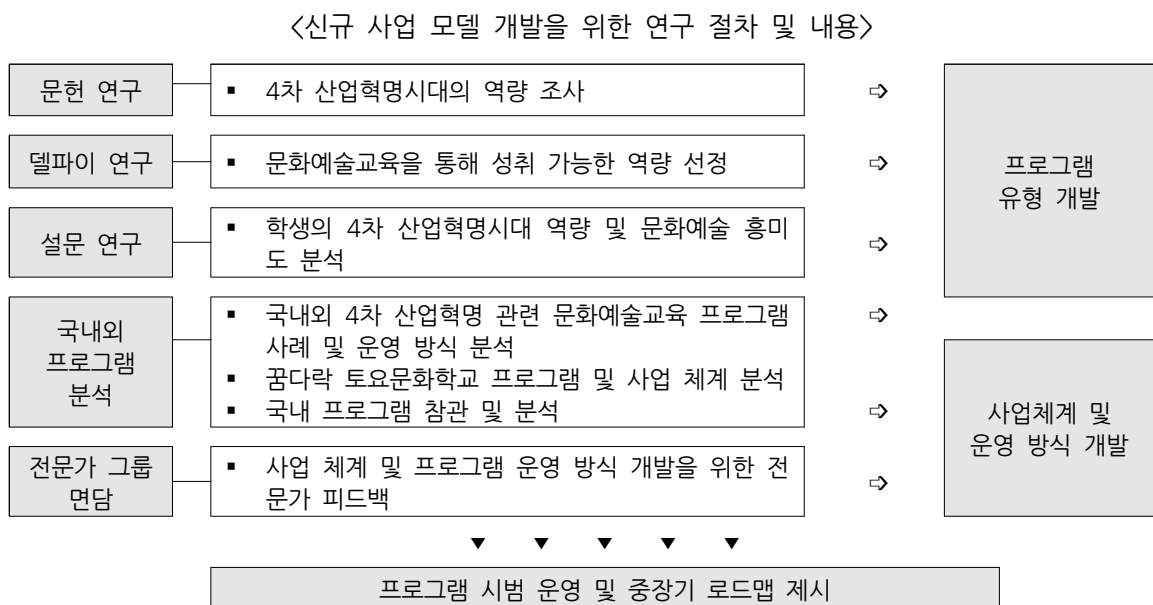 <신규 사업 모델 개발을 위한 연구 절차 및 내용>
문헌 연구
▪ 4차 산업혁명시대의 역량 조사
⇨
델파이 연구
▪ 문화예술교육을 통해 성취 가능한 역량 선정
⇨
설문 연구
▪ 학생의 4차 산업혁명시대 역량 및 문화예술 흥미
도 분석
⇨
프로그램
유형 개발
국내외
프로그램
분석
▪ 국내외 4차 산업혁명 관련 문화예술교육 프로그램
사례 및 운영 방식 분석
▪ 꿈다락 토요문화학교 프로그램 및 사업 체계 분석
▪ 국내 프로그램 참관 및 분석
⇨
⇨
전문가 그룹
면담
▪ 사업 체계 및 프로그램 운영 방식 개발을 위한 전
문가 피드백
⇨
사업체계 및
운영 방식 개발
▼ ▼ ▼ ▼ ▼
프로그램 시범 운영 및 중장기 로드맵 제시